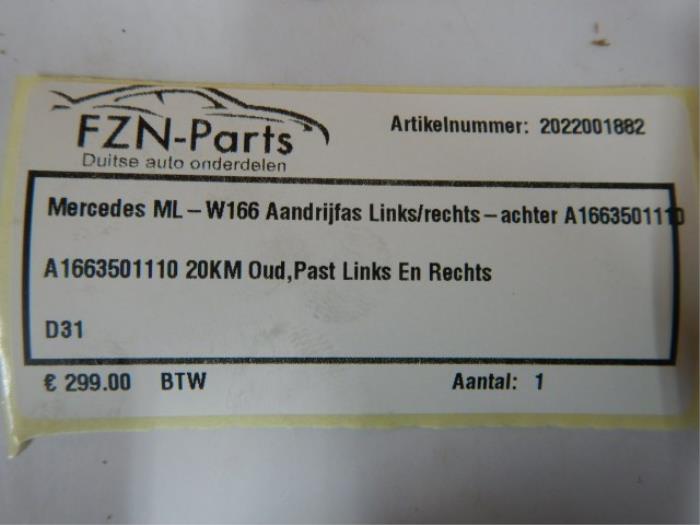 FZN-Parts
Duitse auto onderdelen
Artikelnummer: 2022001882
Mercedes ML-W166 Aandrijfas Links/rechts-achter A1663501110
A1663501110 20KM Oud,Past Links En Rechts
D31
€ 299.00 BTW Aantal: 1